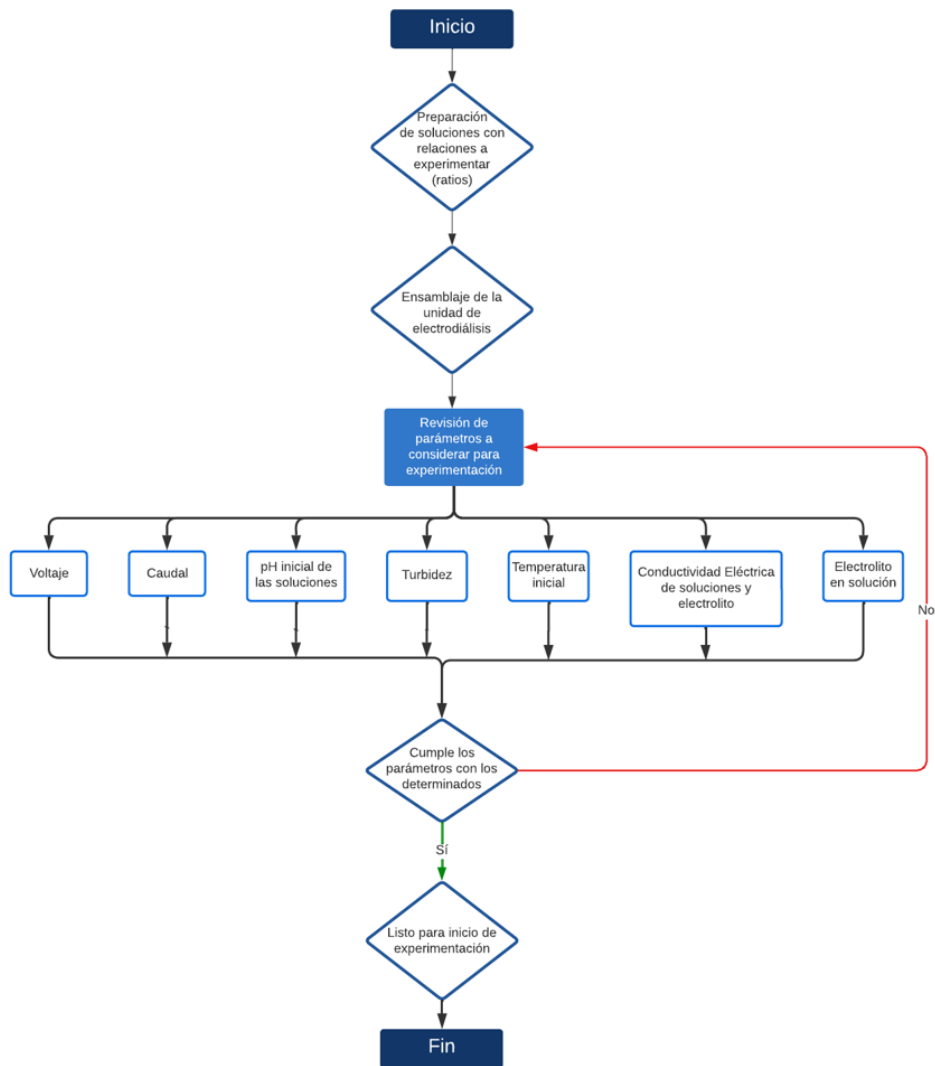 Inicio
Preparación
de soluciones con
relaciones a
experimentar
(ratios)
Ensamblaje de la
unidad de
electrodiálisis
Revisión de
parámetros a
considerar para
experimentación
Voltaje
Caudal
pH inicial de
las soluciones
Turbidez
Temperatura
inicial
Conductividad Eléctrica
de soluciones y
electrolito
Electrolito
en solución
No
Cumple los
parámetros con los
determinados
Sí
Listo para inicio de
experimentación
Fin